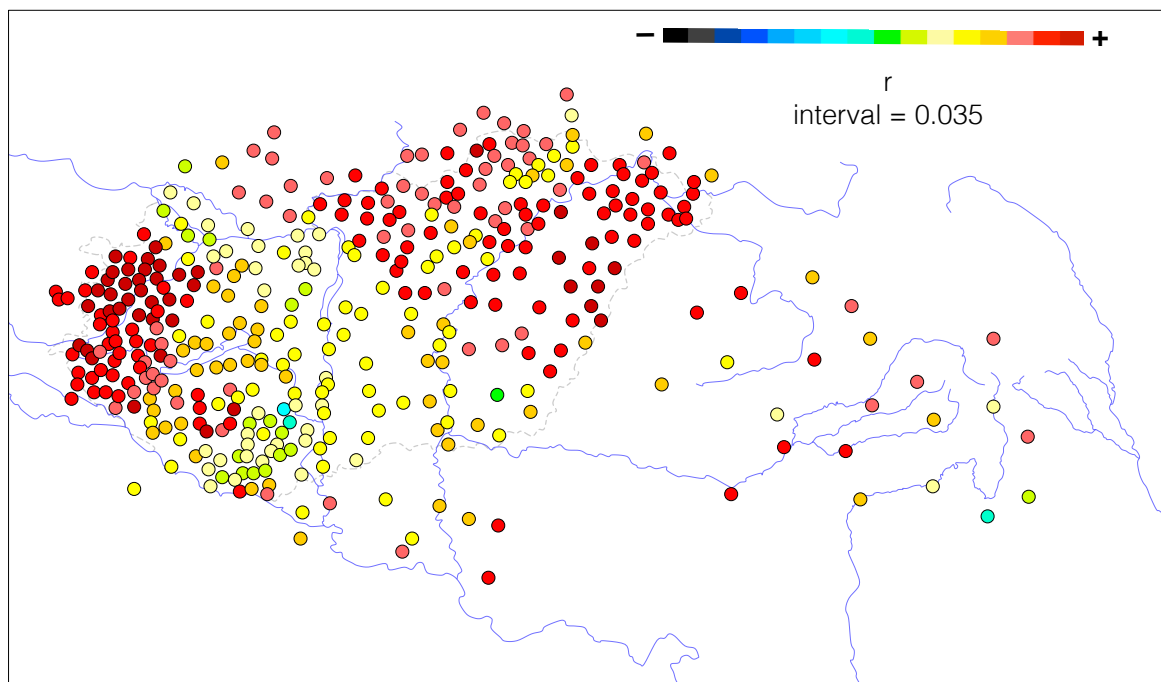 − +
r
interval = 0.035